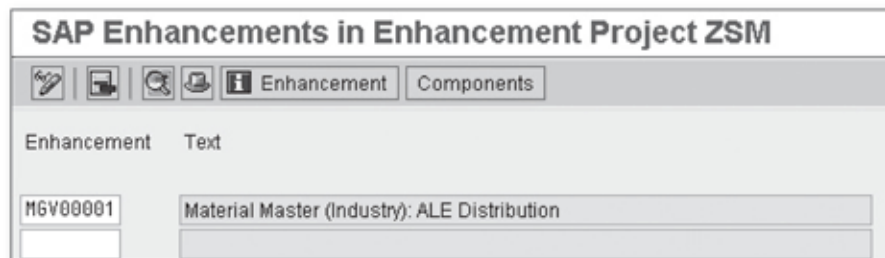 SAP Enhancements in Enhancement Project ZSM
Enhancement Components
Enhancement Text
MGV00001 Material Master (Industry): ALE Distribution